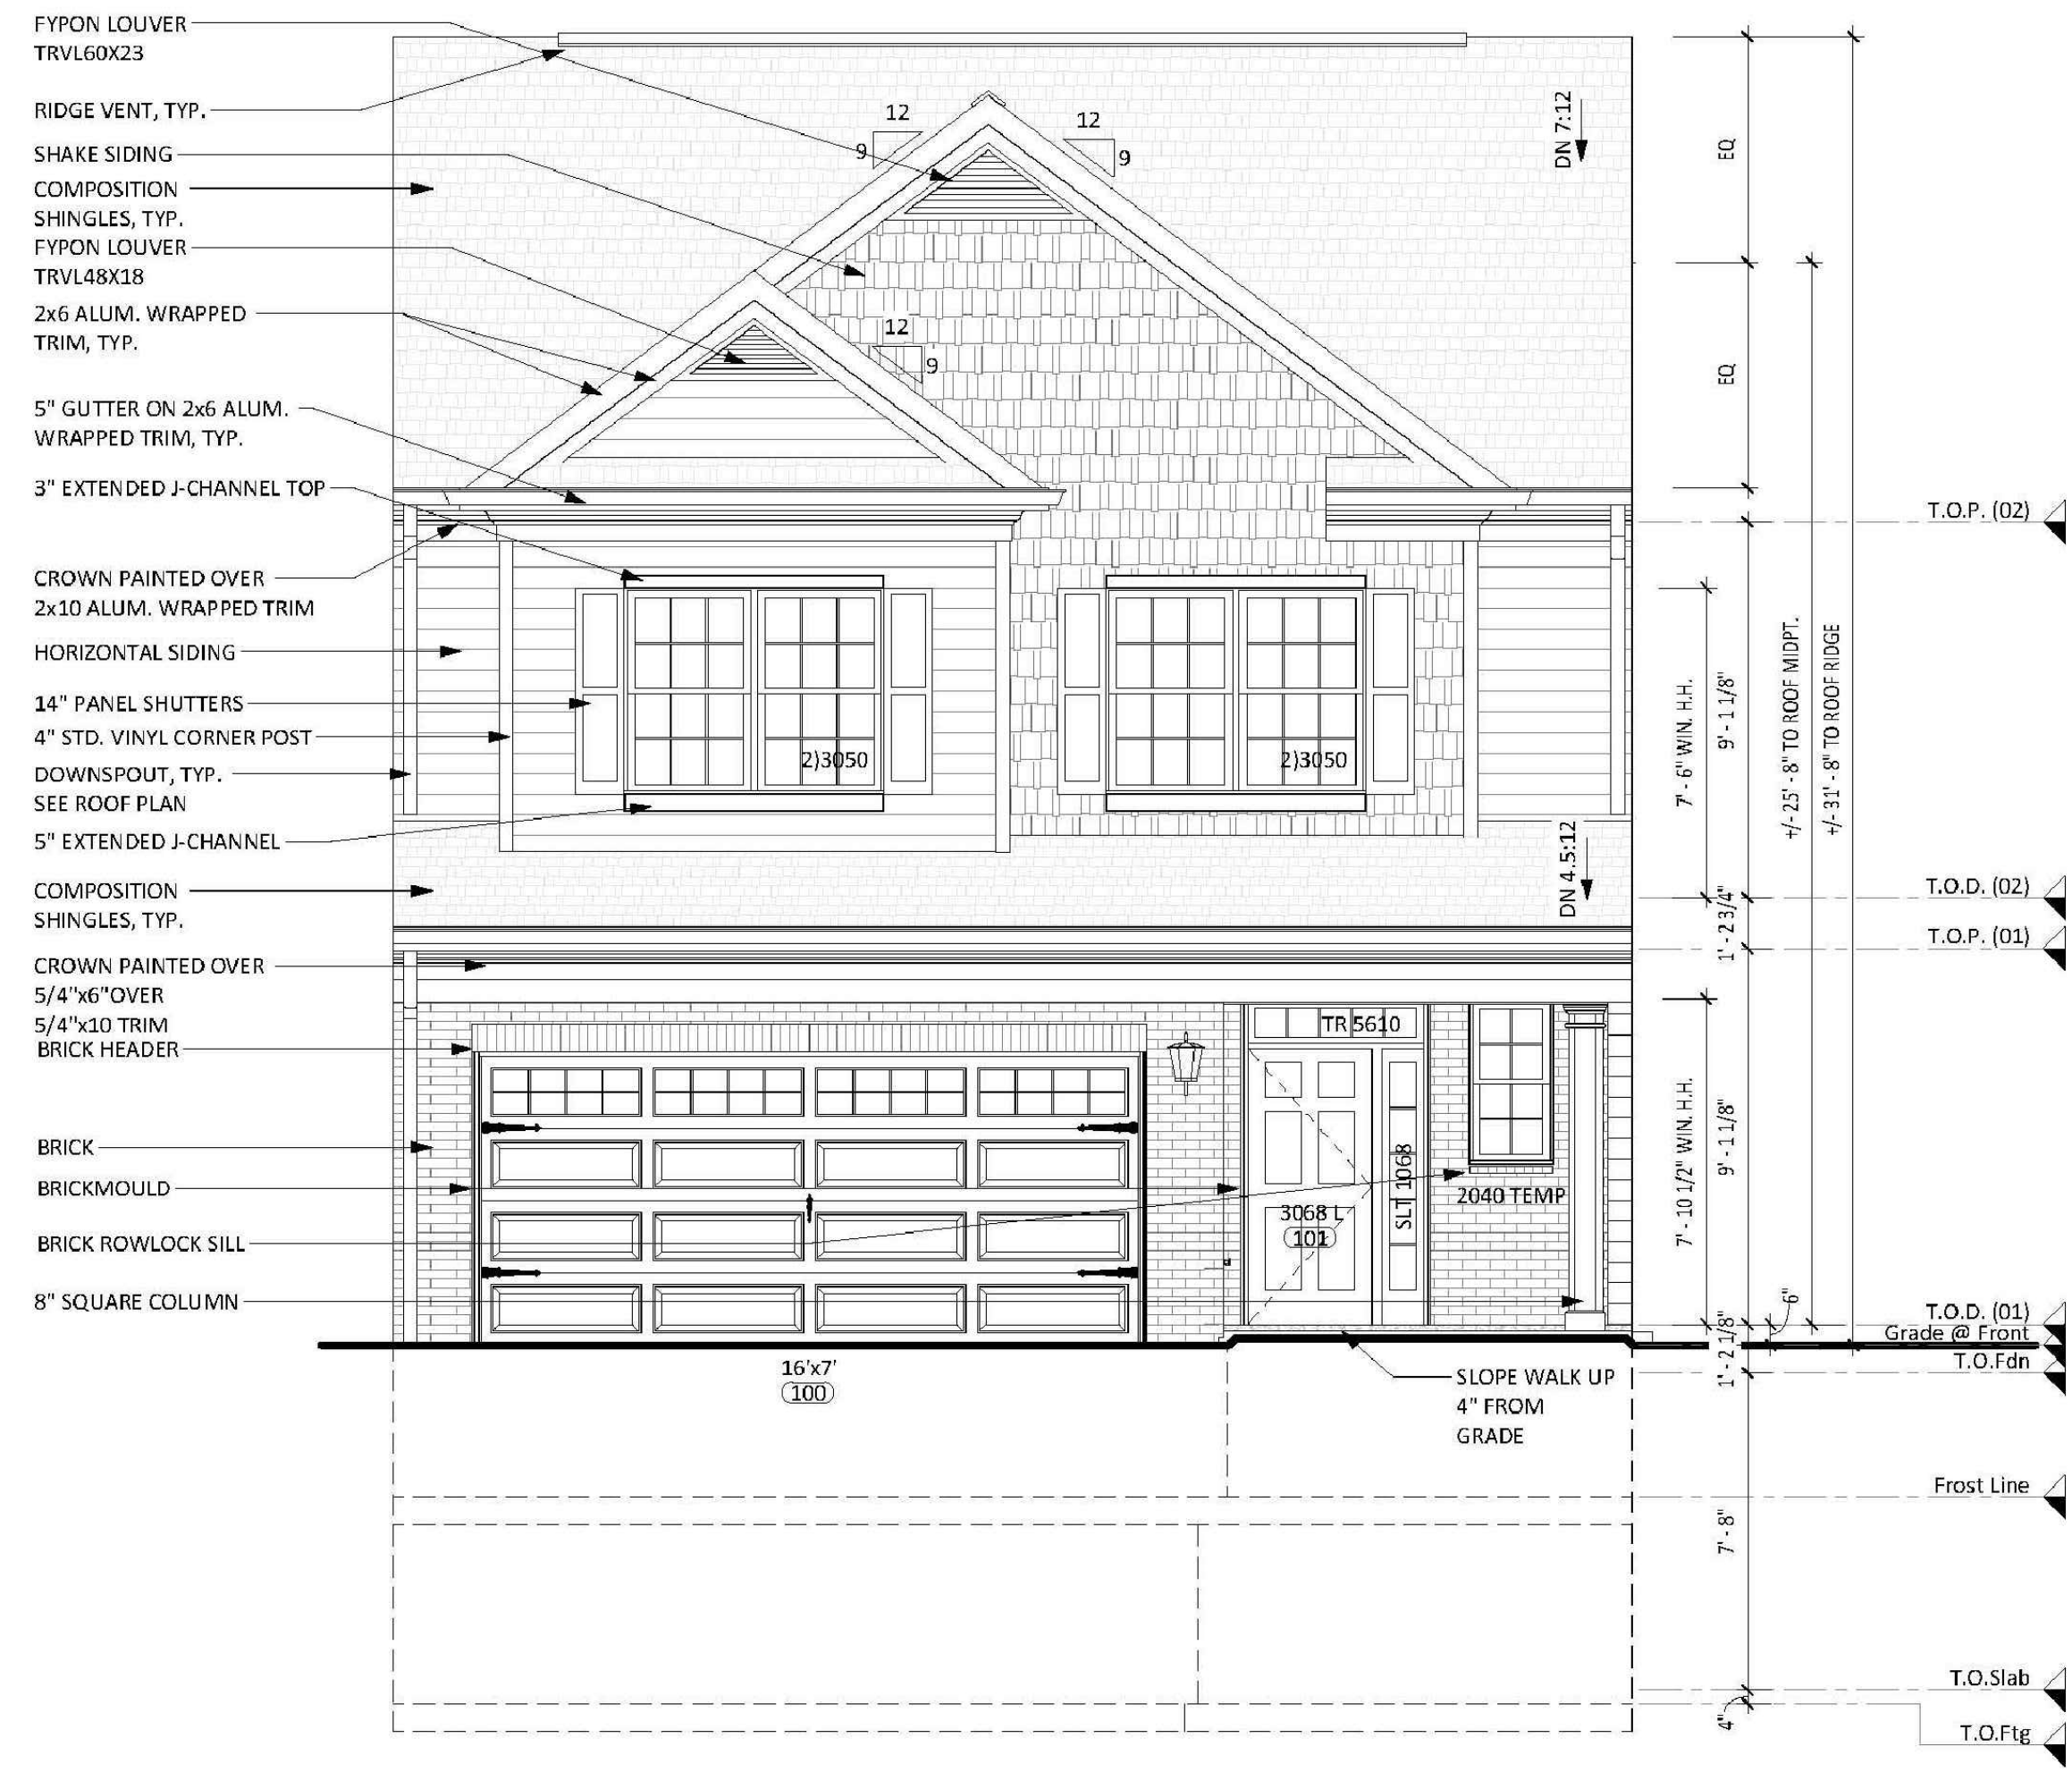 FYPON LOUVER
TRVL60X23
RIDGE VENT, TYP.
SHAKE SIDING
COMPOSITION
SHINGLES, TYP.
FYPON LOUVER
TRVL48X18
2x6 ALUM. WRAPPED
TRIM, TYP.
5" GUTTER ON 2x6 ALUM.
WRAPPED TRIM, TYP.
3" EXTENDED J-CHANNEL TOP
CROWN PAINTED OVER
2x10 ALUM. WRAPPED TRIM
HORIZONTAL SIDING
14" PANEL SHUTTERS
4" STD. VINYL CORNER POST
DOWNSPOUT, TYP.
SEE ROOF PLAN
5" EXTENDED J-CHANNEL
COMPOSITION
SHINGLES, TYP.
CROWN PAINTED OVER
5/4"x6"OVER
5/4"x10 TRIM
BRICK HEADER
BRICK
BRICKMOULD
BRICK ROWLOCK SILL
8" SQUARE COLUMN
12
9
12
9
12
9
DN 7:12
2)3050
2)3050
DN 4.5:12
TR 5610
SLT 1068
3068 L
101
2040 TEMP
16'x7'
100
SLOPE WALK UP
4" FROM
GRADE
EQ
EQ
7' - 6" WIN. H.H.
9' - 1 1/8"
+/- 25' - 8" TO ROOF MIDPT.
+/- 31' - 8" TO ROOF RIDGE
1' - 2 3/4"
7' - 10 1/2" WIN. H.H.
9' - 1 1/8"
6"
1' - 2 1/8"
7' - 8"
4"
T.O.P. (02)
T.O.D. (02)
T.O.P. (01)
T.O.D. (01)
Grade @ Front
T.O.Fdn
Frost Line
T.O.Slab
T.O.Ftg